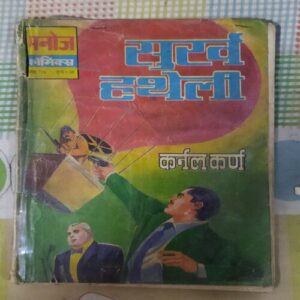 मनोज
कॉमिक्स
सुर्ख
हथेली
कर्नल कर्ण